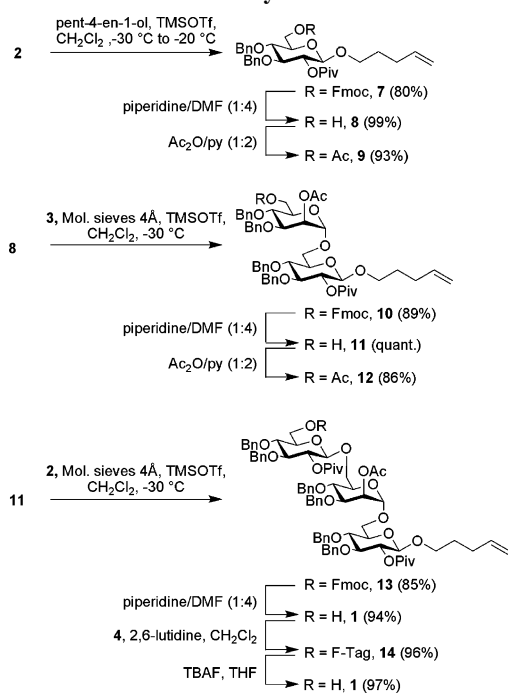 pent-4-en-1-ol, TMSOTf,
CH2Cl2 ,-30 °C to -20 °C
2
OR
BnO
BnO
O
O
OPiv
R = Fmoc, 7 (80%)
piperidine/DMF (1:4)
R = H, 8 (99%)
Ac2O/py (1:2)
R = Ac, 9 (93%)
3, Mol. sieves 4Å, TMSOTf,
CH2Cl2, -30 °C
8
RO
OAc
BnO
BnO
O
O
BnO
BnO
O
O
OPiv
R = Fmoc, 10 (89%)
piperidine/DMF (1:4)
R = H, 11 (quant.)
Ac2O/py (1:2)
R = Ac, 12 (86%)
2, Mol. sieves 4Å, TMSOTf,
CH2Cl2, -30 °C
11
OR
BnO
BnO
O
O
OPiv
OAc
BnO
BnO
O
O
BnO
BnO
O
O
OPiv
R = Fmoc, 13 (85%)
piperidine/DMF (1:4)
R = H, 1 (94%)
4, 2,6-lutidine, CH2Cl2
R = F-Tag, 14 (96%)
TBAF, THF
R = H, 1 (97%)